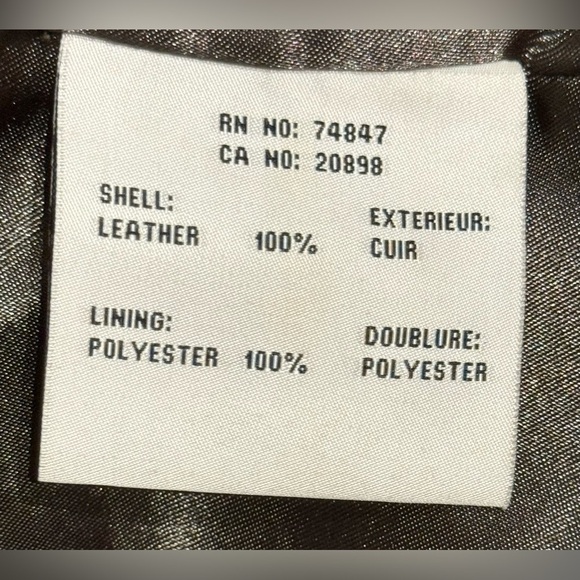 RN NO: 74847
CA NO: 20898
SHELL: EXTERIEUR:
LEATHER 100% CUIR
LINING: DOUBLURE:
POLYESTER 100% POLYESTER